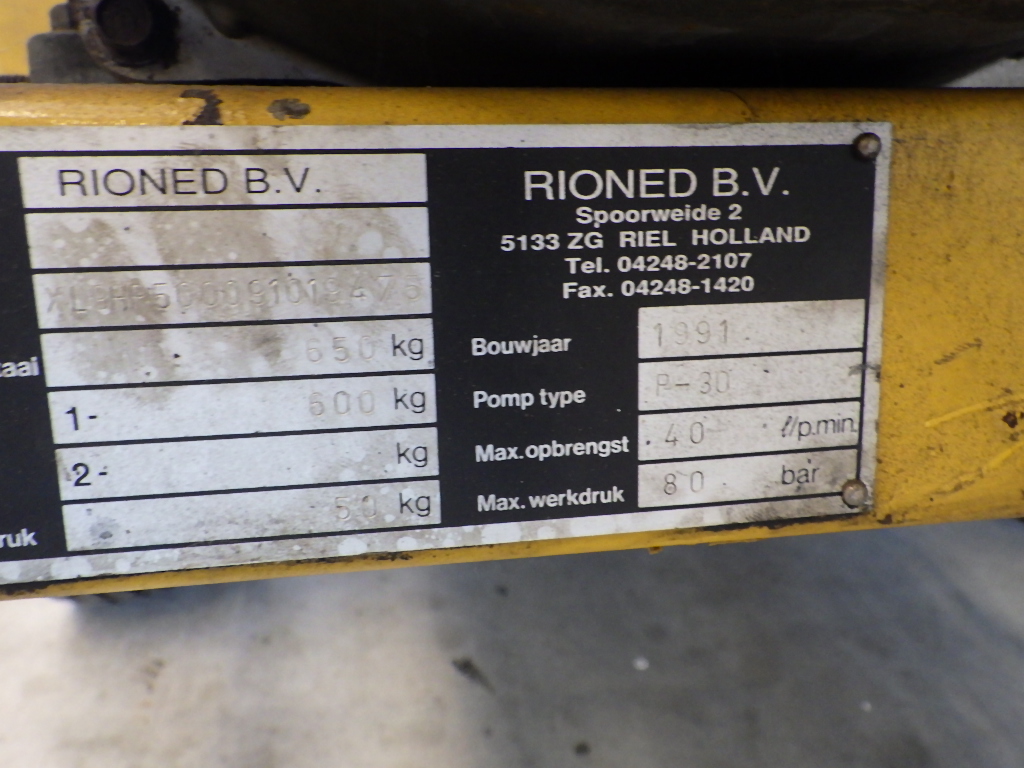 RIONED B.V.
650 kg
1- 600 kg
2- kg
50 kg
RIONED B.V.
Spoorweide 2
5133 ZG RIEL HOLLAND
Tel. 04248-2107
Fax. 04248-1420
Bouwjaar 1991
Pomp type P-30
Max. opbrengst 40 l/p.min.
Max. werkdruk 80 bar